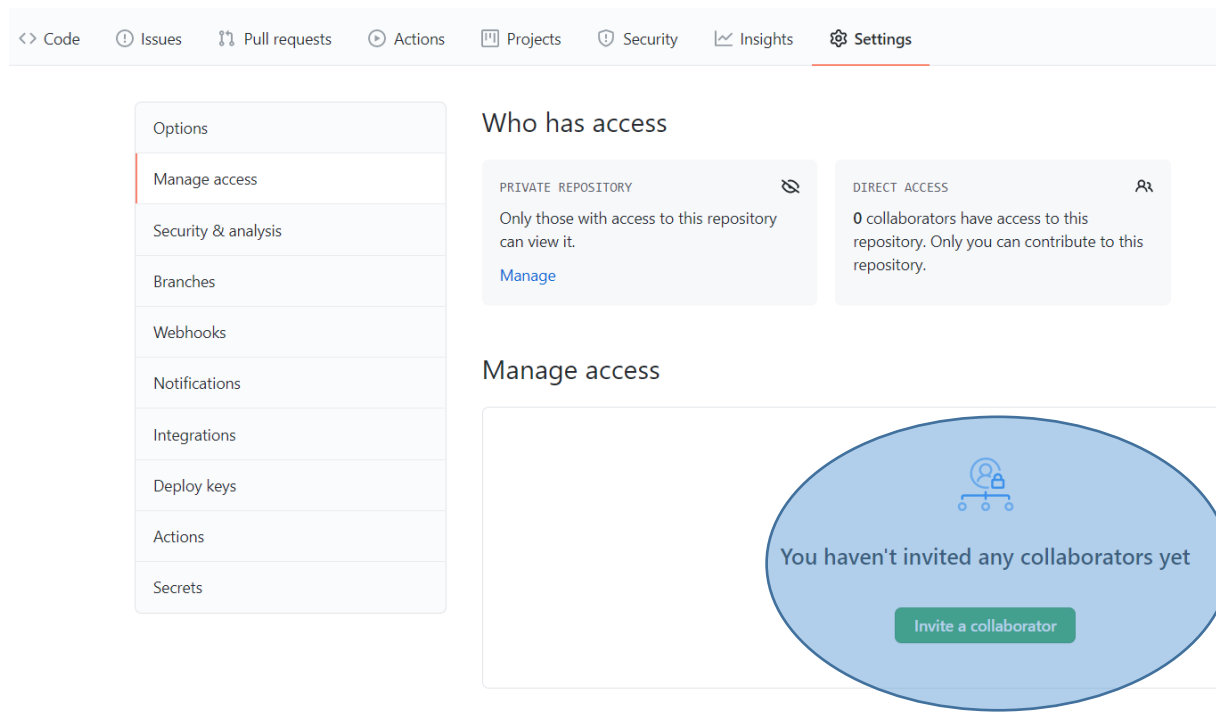 Code Issues Pull requests Actions Projects Security Insights Settings
Options
Manage access
Security & analysis
Branches
Webhooks
Notifications
Integrations
Deploy keys
Actions
Secrets
Who has access
PRIVATE REPOSITORY
Only those with access to this repository
can view it.
Manage
DIRECT ACCESS
0 collaborators have access to this
repository. Only you can contribute to this
repository.
Manage access
You haven't invited any collaborators yet
Invite a collaborator